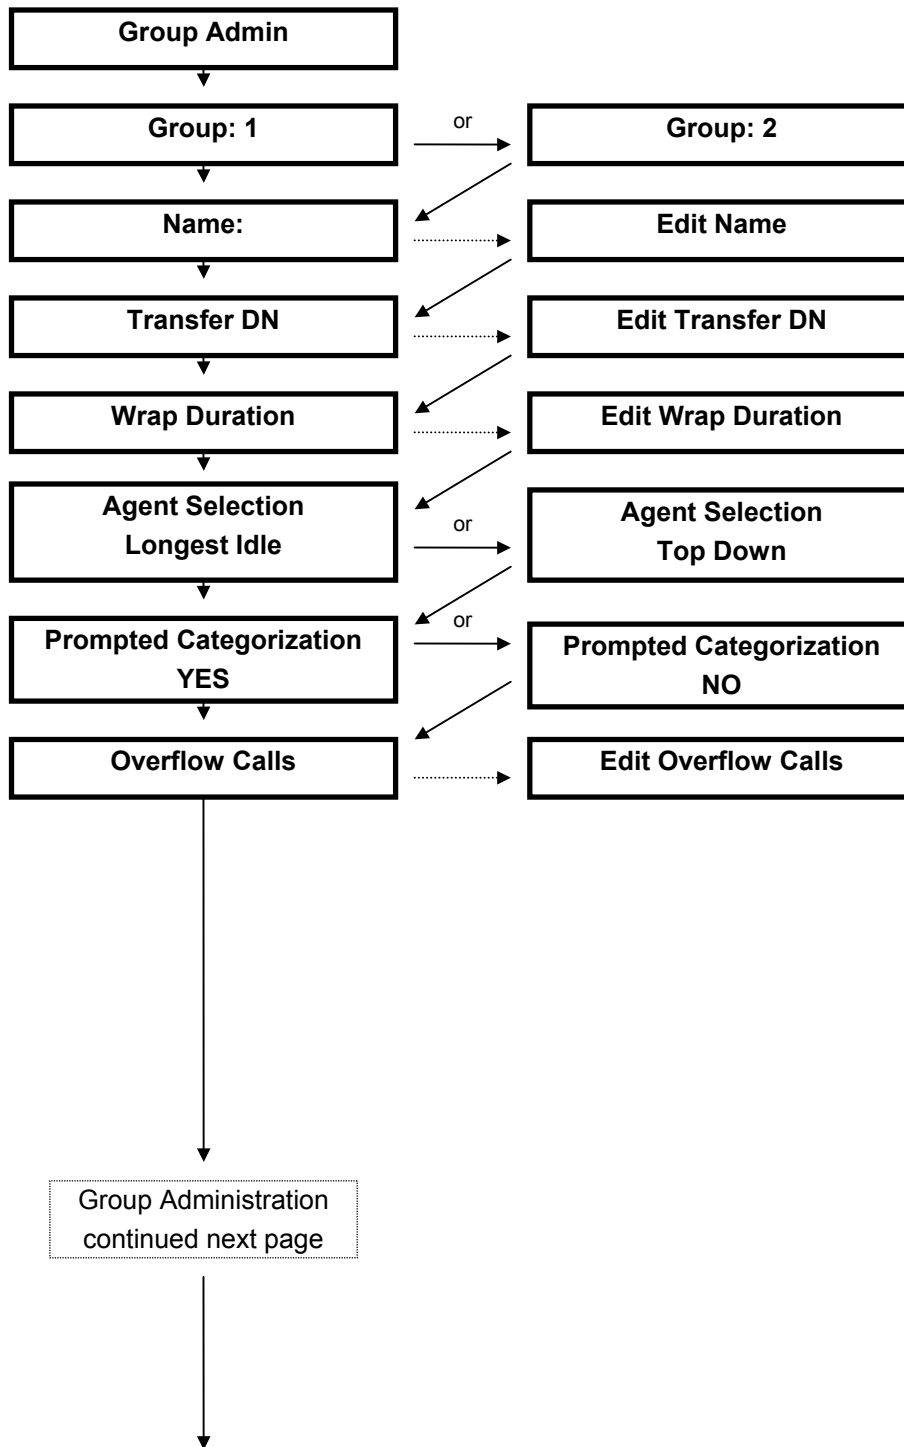 Group Admin
Group: 1
or
Group: 2
Name:
Edit Name
Transfer DN
Edit Transfer DN
Wrap Duration
Edit Wrap Duration
Agent Selection
Longest Idle
or
Agent Selection
Top Down
Prompted Categorization
YES
or
Prompted Categorization
NO
Overflow Calls
Edit Overflow Calls
Group Administration
continued next page